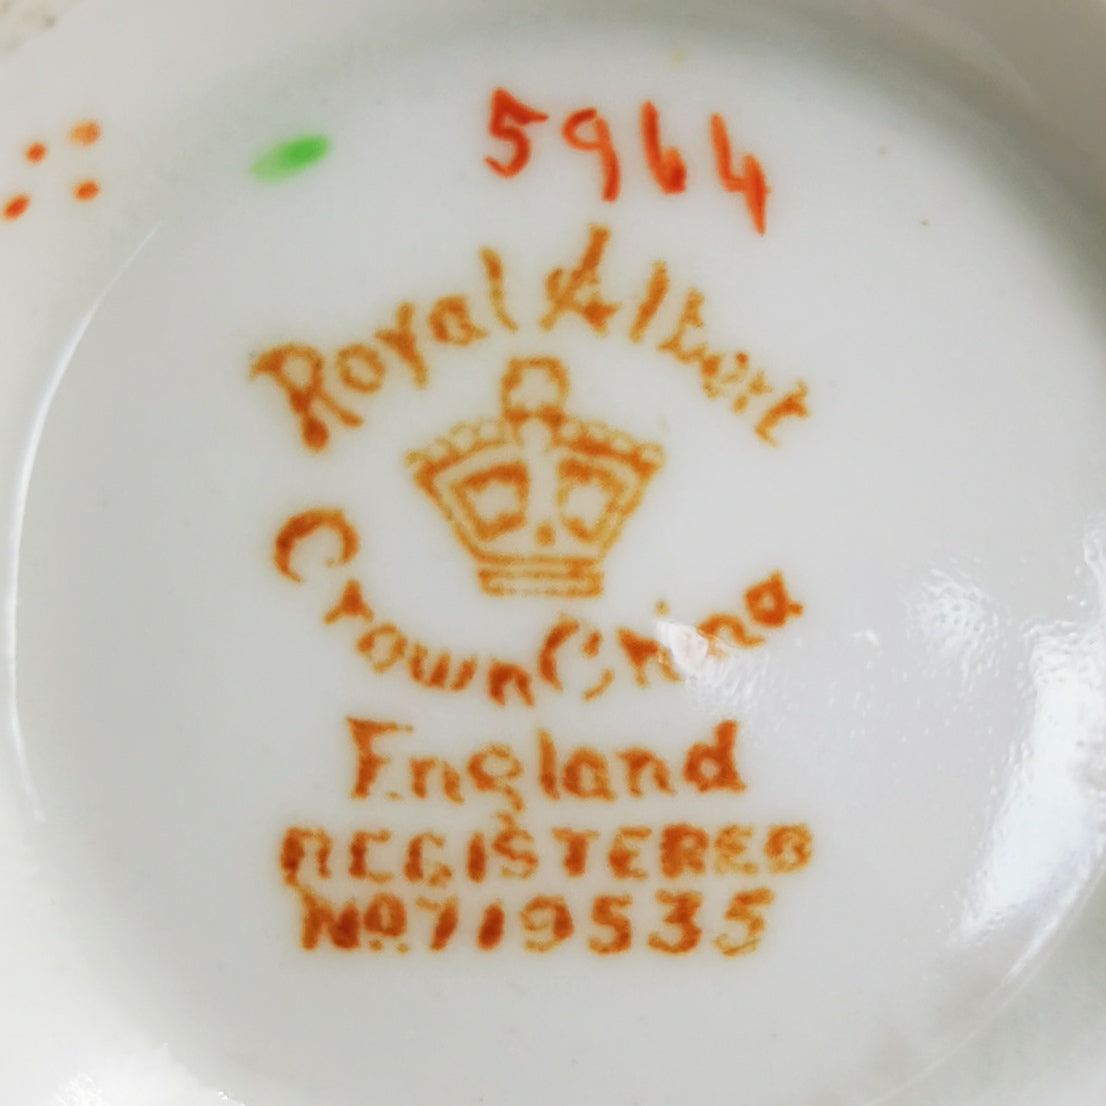 5964
Royal Albert
Crown China
England
REGISTERED
No 719535